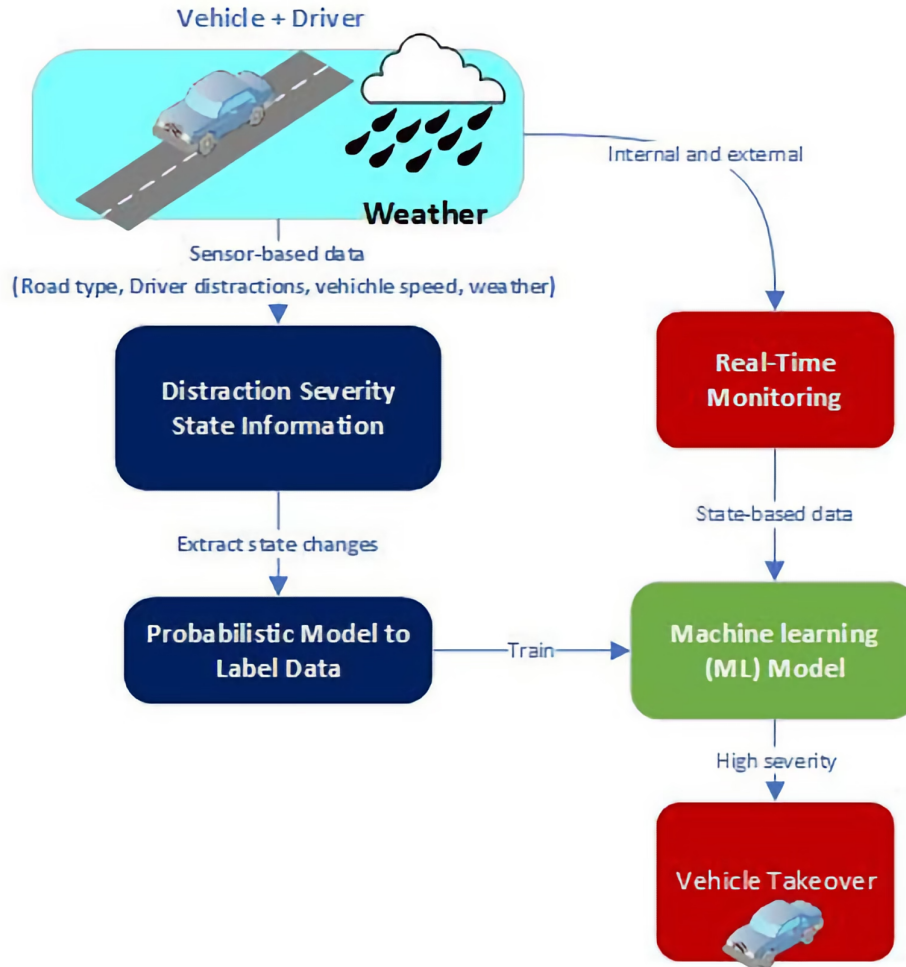 Vehicle + Driver
Weather
Internal and external
Sensor-based data
(Road type, Driver distractions, vehichle speed, weather)
Distraction Severity
State Information
Real-Time
Monitoring
Extract state changes
State-based data
Probabilistic Model to
Label Data
Train
Machine learning
(ML) Model
High severity
Vehicle Takeover